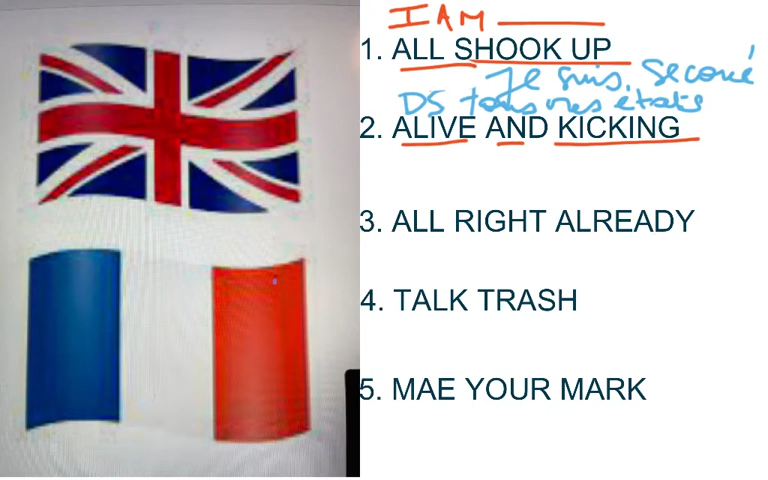 I AM
1. ALL SHOOK UP
Je suis secoué
DS tous mes états
2. ALIVE AND KICKING
3. ALL RIGHT ALREADY
4. TALK TRASH
5. MAE YOUR MARK